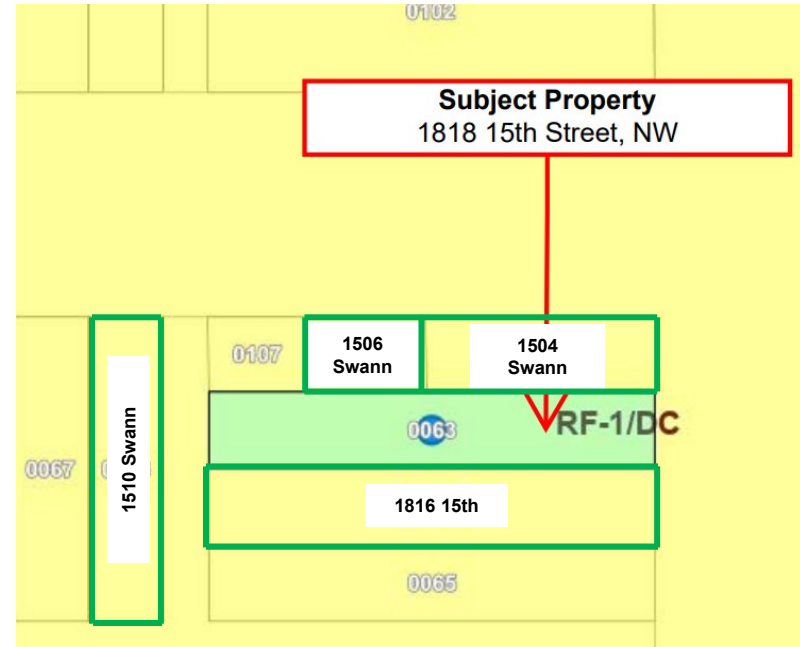 0102
Subject Property
1818 15th Street, NW
0107
1506
Swann
1504
Swann
0063
RF-1/DC
0067
1510 Swann
1816 15th
0065